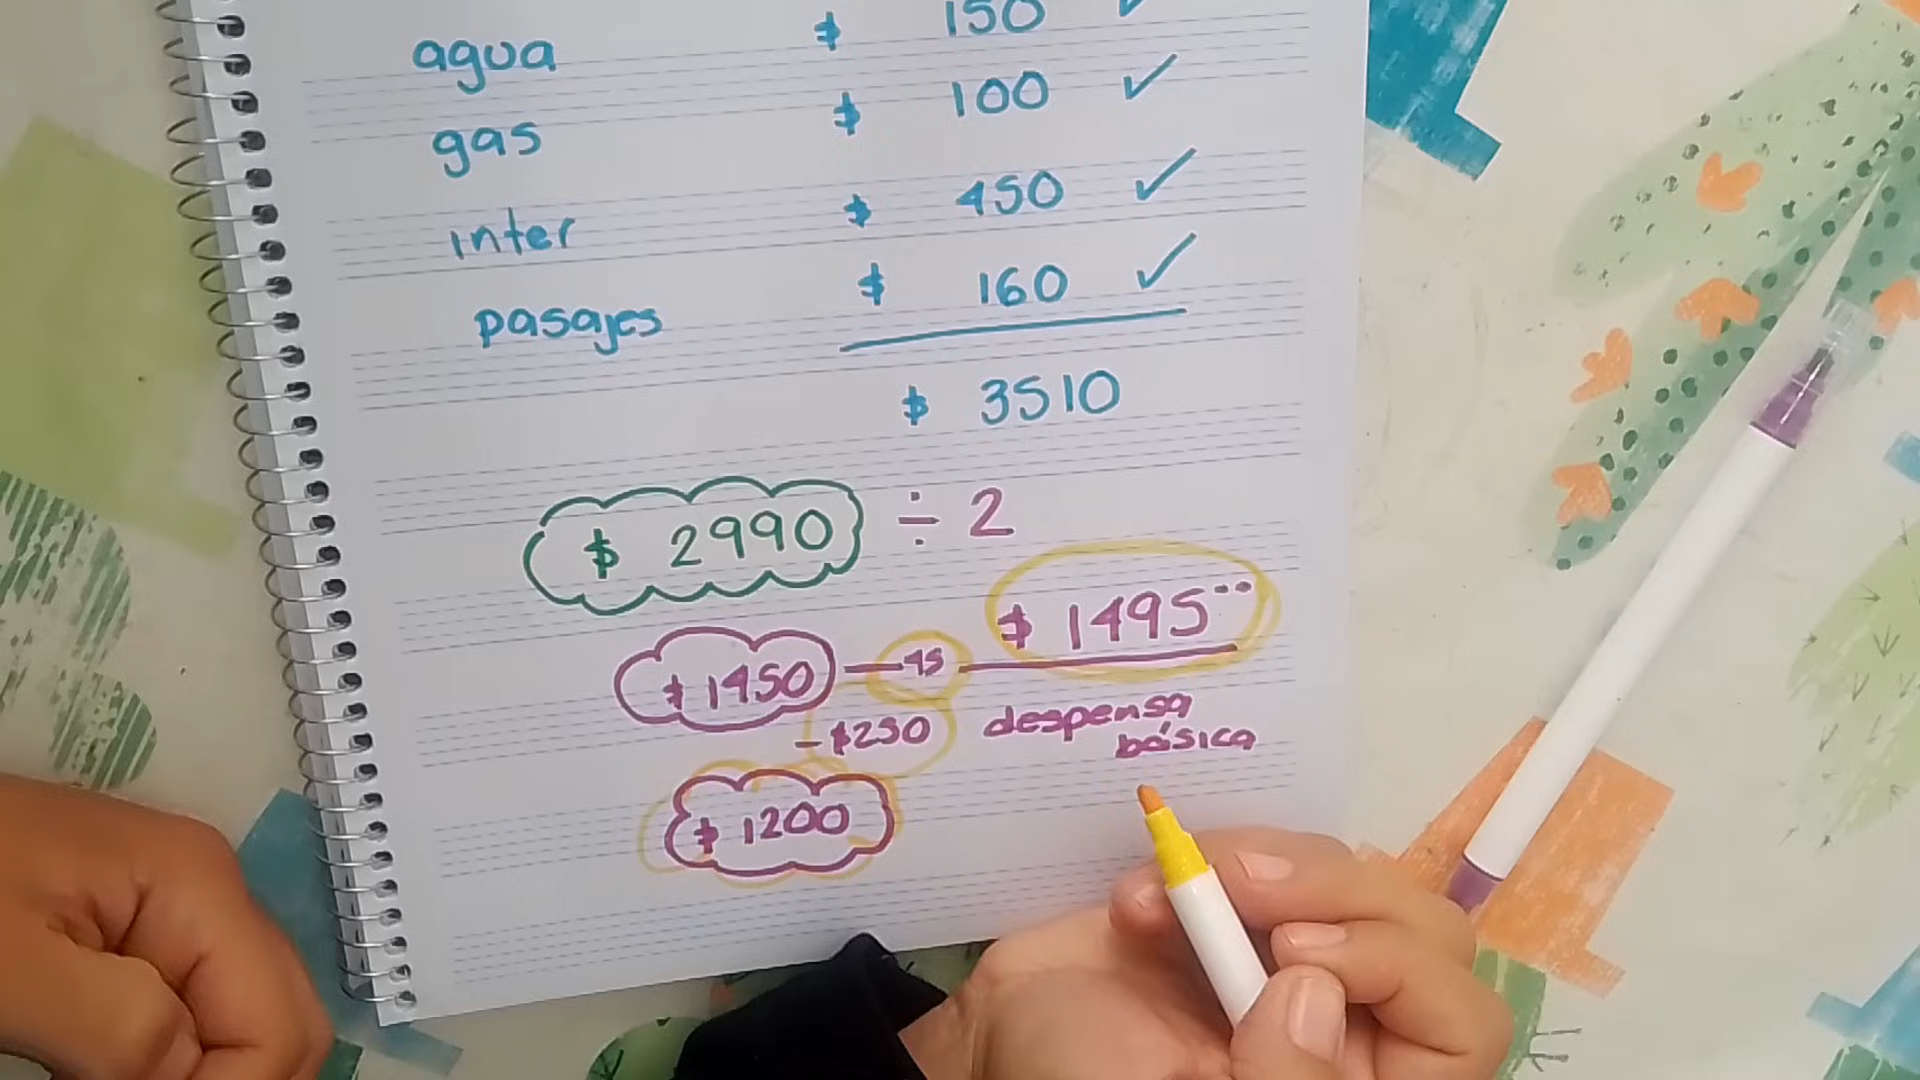 agua $ 150 ✓
gas $ 100 ✓
inter $ 450 ✓
pasajes $ 160 ✓
$ 3510
$ 2990 ÷ 2
$ 1495
$ 1450 — 45
- $250 despensa
básica
$ 1200